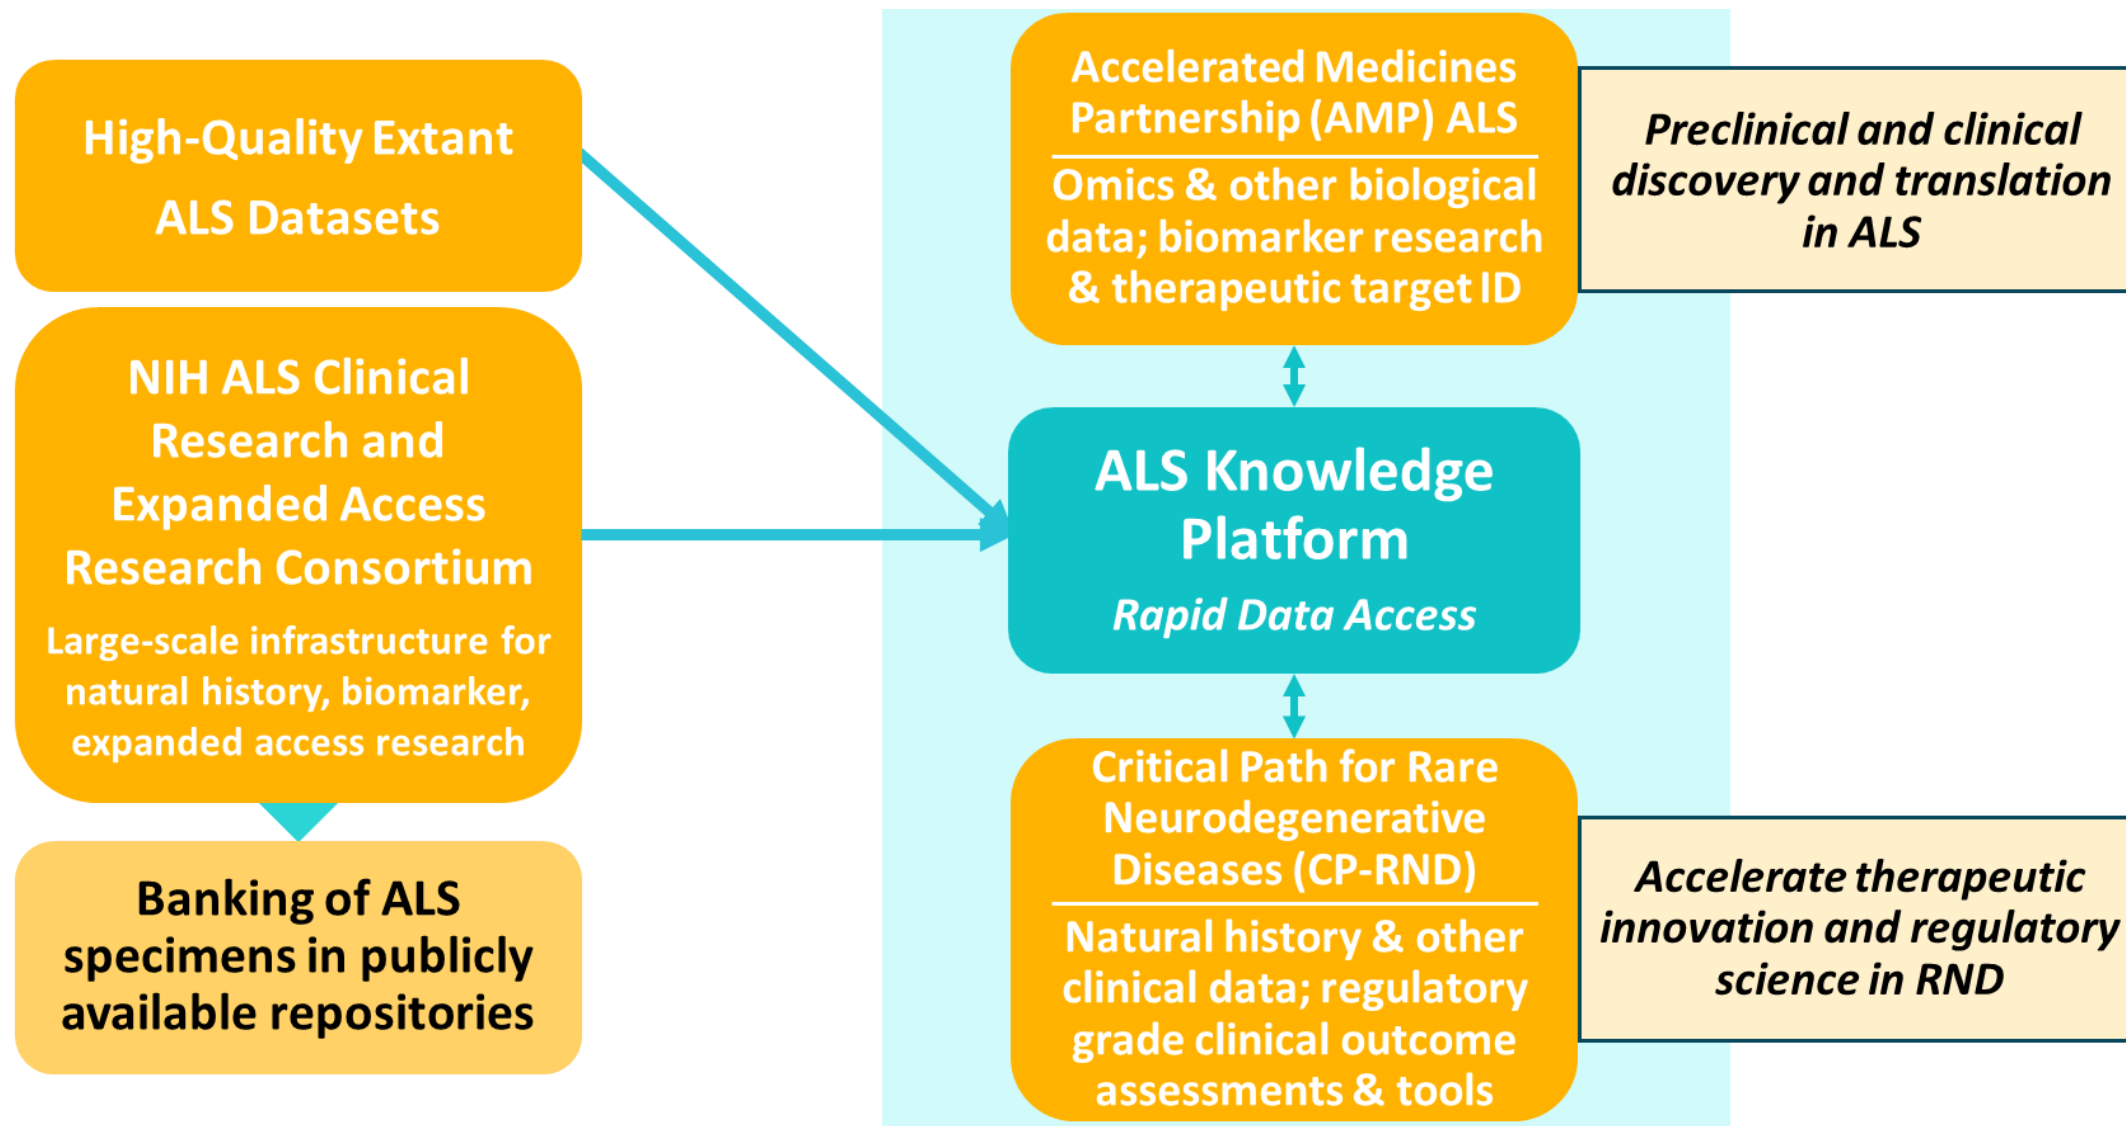 High-Quality Extant
ALS Datasets
NIH ALS Clinical
Research and
Expanded Access
Research Consortium
Large-scale infrastructure for
natural history, biomarker,
expanded access research
Banking of ALS
specimens in publicly
available repositories
Accelerated Medicines
Partnership (AMP) ALS
Omics & other biological
data; biomarker research
& therapeutic target ID
ALS Knowledge
Platform
Rapid Data Access
Critical Path for Rare
Neurodegenerative
Diseases (CP-RND)
Natural history & other
clinical data; regulatory
grade clinical outcome
assessments & tools
Preclinical and clinical
discovery and translation
in ALS
Accelerate therapeutic
innovation and regulatory
science in RND